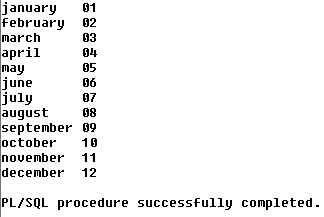 january   01
february  02
march     03
april     04
may       05
june      06
july      07
august    08
september 09
october   10
november  11
december  12
PL/SQL procedure successfully completed.